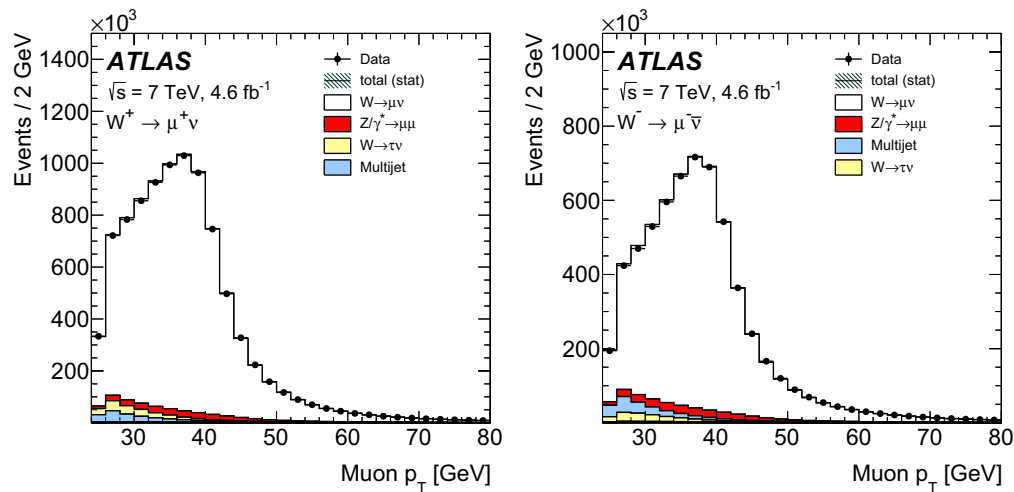 ×10³
Events / 2 GeV
1400
1200
1000
800
600
400
200
ATLAS
√s = 7 TeV, 4.6 fb⁻¹
W⁺ → μ⁺ν
Data
total (stat)
W→μν
Z/γ*→μμ
W→τν
Multijet
30 40 50 60 70 80
Muon p_T [GeV]
×10³
Events / 2 GeV
1000
800
600
400
200
ATLAS
√s = 7 TeV, 4.6 fb⁻¹
W⁻ → μ⁻ν̄
Data
total (stat)
W→μν
Z/γ*→μμ
Multijet
W→τν
30 40 50 60 70 80
Muon p_T [GeV]